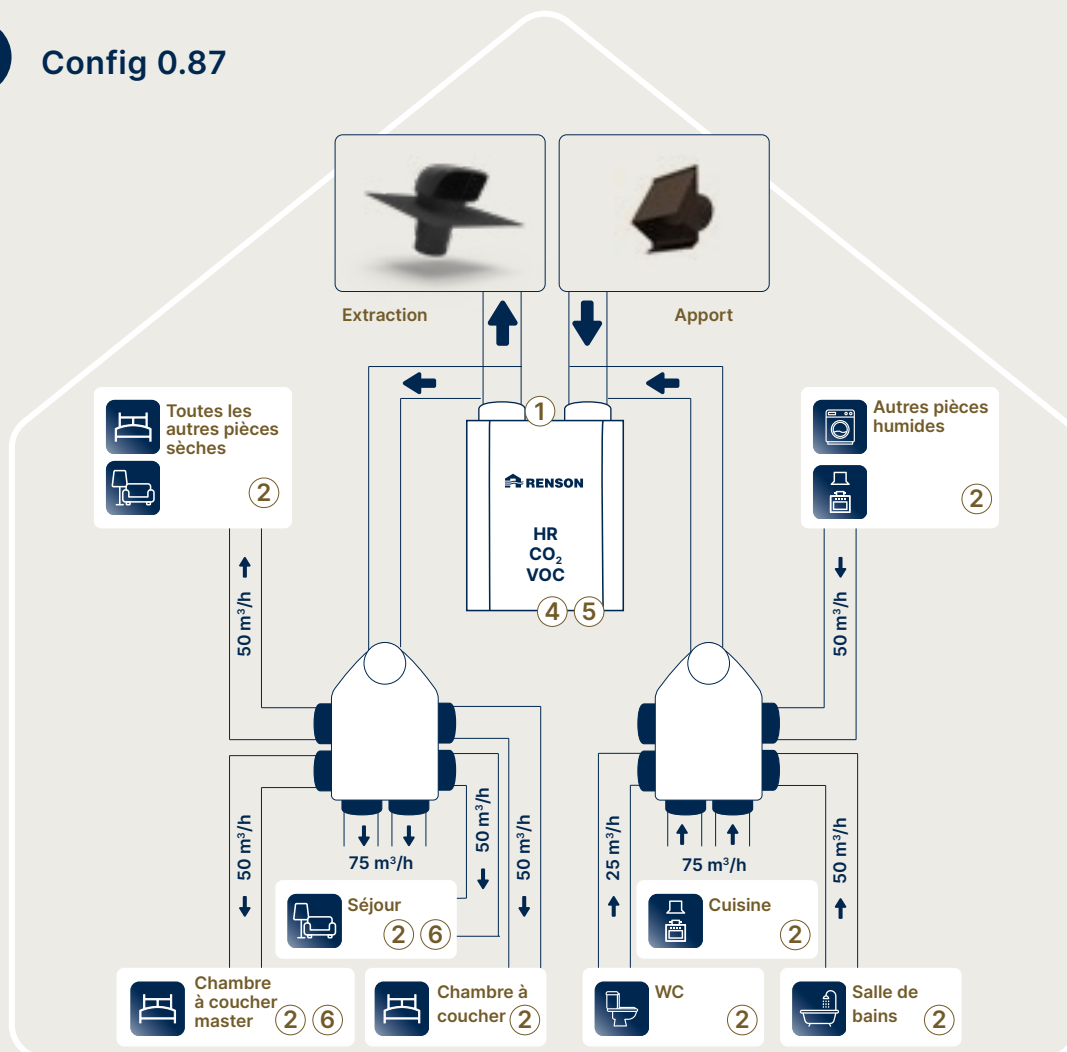 Config 0.87
Extraction
Apport
1
Toutes les
autres pièces
sèches
2
Autres pièces
humides
2
RENSON
HR
CO₂
VOC
4 5
50 m³/h
50 m³/h
50 m³/h
75 m³/h
50 m³/h
50 m³/h
25 m³/h
75 m³/h
50 m³/h
Séjour
2 6
Cuisine
2
Chambre
à coucher
master
2 6
Chambre à
coucher
2
WC
2
Salle de
bains
2